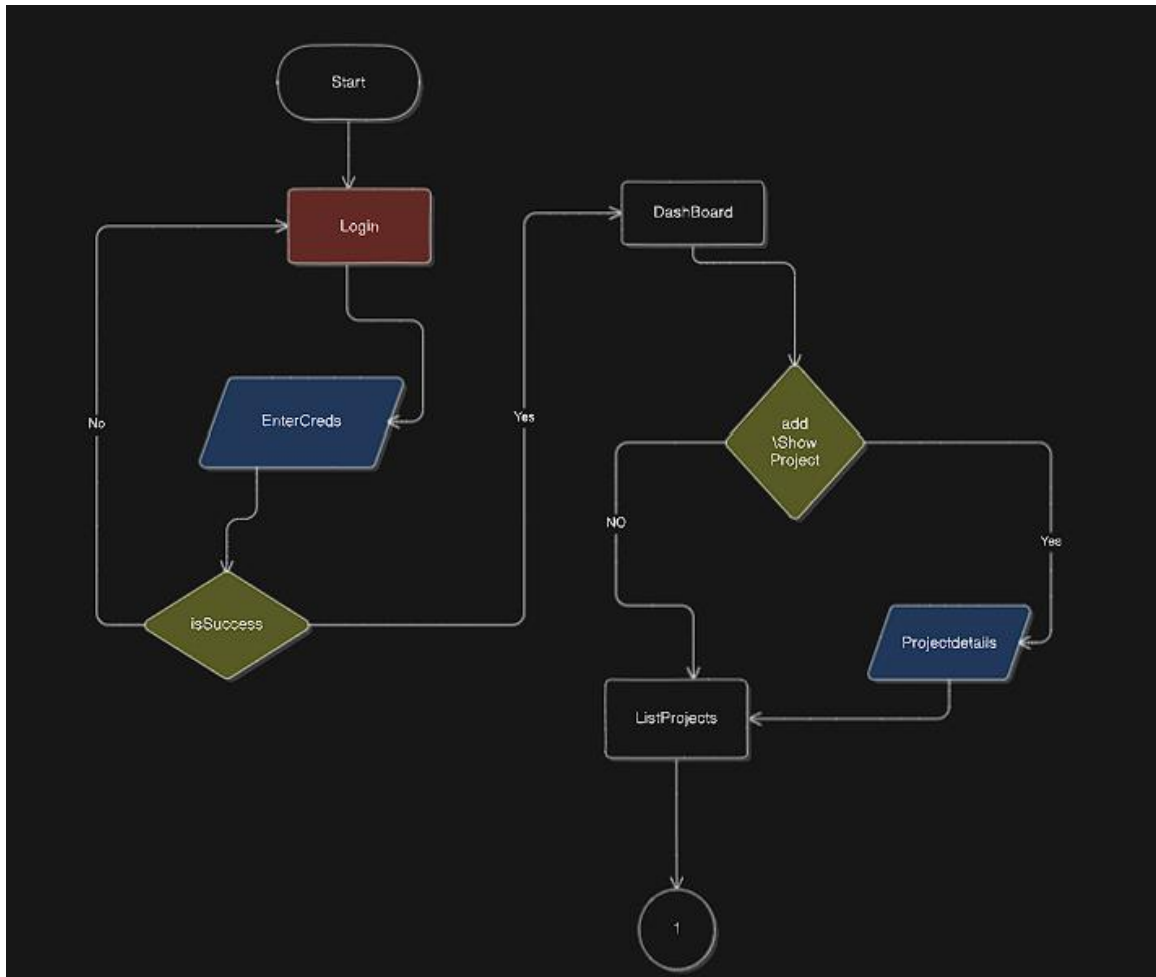 Start
Login
No
EnterCreds
isSuccess
Yes
DashBoard
add
\Show
Project
NO
Yes
Projectdetails
ListProjects
1